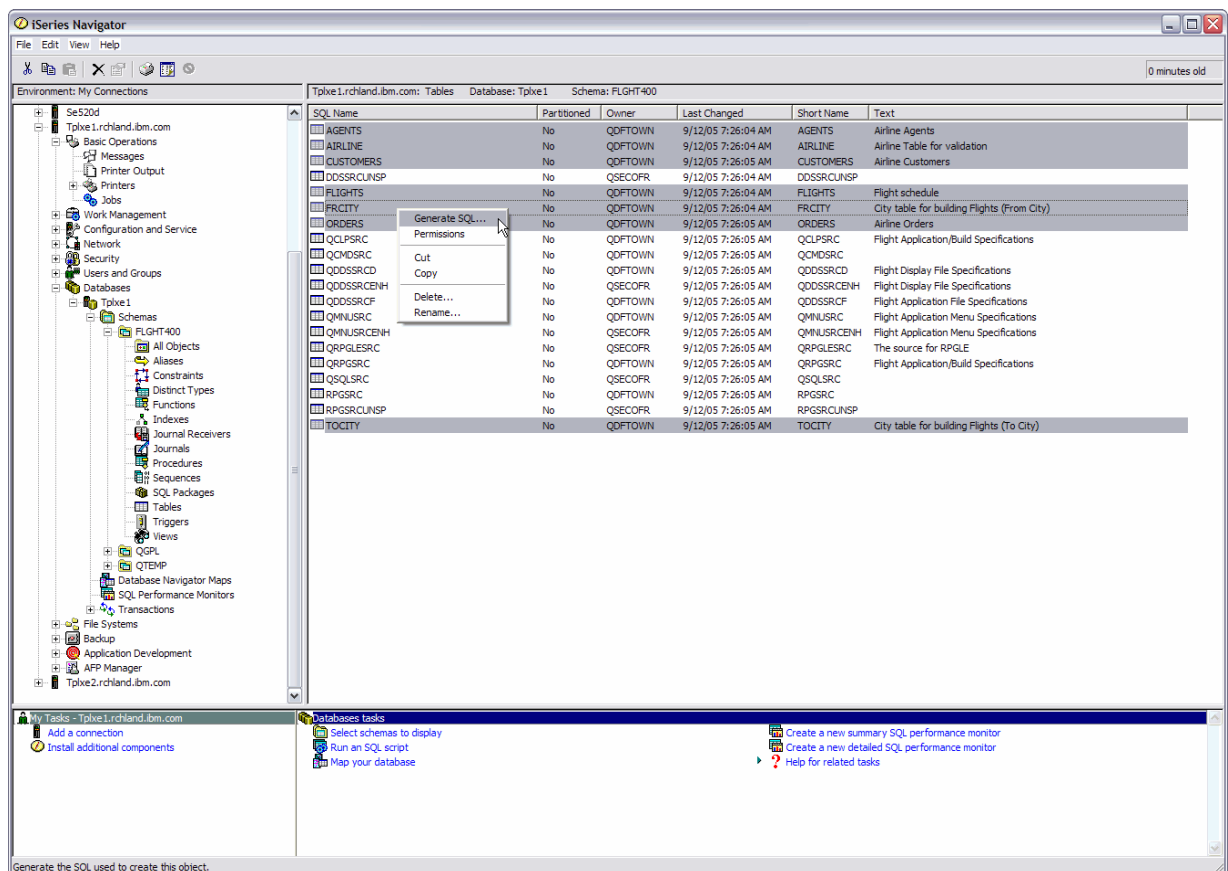 iSeries Navigator
File Edit View Help
0 minutes old
Environment: My Connections
Tplxe1.rchland.ibm.com: Tables Database: Tplxe1 Schema: FLGHT400
Se520d
Tplxe1.rchland.ibm.com
Basic Operations
Messages
Printer Output
Printers
Jobs
Work Management
Configuration and Service
Network
Security
Users and Groups
Databases
Tplxe1
Schemas
FLGHT400
All Objects
Aliases
Constraints
Distinct Types
Functions
Indexes
Journal Receivers
Journals
Procedures
Sequences
SQL Packages
Tables
Triggers
Views
QGPL
QTEMP
Database Navigator Maps
SQL Performance Monitors
Transactions
File Systems
Backup
Application Development
AFP Manager
Tplxe2.rchland.ibm.com
SQL Name Partitioned Owner Last Changed Short Name Text
AGENTS No QDFTOWN 9/12/05 7:26:04 AM AGENTS Airline Agents
AIRLINE No QDFTOWN 9/12/05 7:26:04 AM AIRLINE Airline Table for validation
CUSTOMERS No QDFTOWN 9/12/05 7:26:05 AM CUSTOMERS Airline Customers
DDSSRCUNSP No QSECOFR 9/12/05 7:26:05 AM DDSSRCUNSP
FLIGHTS No QDFTOWN 9/12/05 7:26:04 AM FLIGHTS Flight schedule
FRCITY No QDFTOWN 9/12/05 7:26:04 AM FRCITY City table for building Flights (From City)
ORDERS No QDFTOWN 9/12/05 7:26:05 AM ORDERS Airline Orders
QCLPSRC No QDFTOWN 9/12/05 7:26:05 AM QCLPSRC Flight Application/Build Specifications
QCMDSRC No QDFTOWN 9/12/05 7:26:05 AM QCMDSRC
QDDSSRCD No QDFTOWN 9/12/05 7:26:05 AM QDDSSRCD Flight Display File Specifications
QDDSSRCENH No QSECOFR 9/12/05 7:26:05 AM QDDSSRCENH Flight Display File Specifications
QDDSSRCF No QDFTOWN 9/12/05 7:26:05 AM QDDSSRCF Flight Application File Specifications
QMNUSRC No QDFTOWN 9/12/05 7:26:05 AM QMNUSRC Flight Application Menu Specifications
QMNUSRCENH No QSECOFR 9/12/05 7:26:05 AM QMNUSRCENH Flight Application Menu Specifications
QRPGLESRC No QSECOFR 9/12/05 7:26:05 AM QRPGLESRC The source for RPGLE
QRPGSRC No QDFTOWN 9/12/05 7:26:05 AM QRPGSRC Flight Application/Build Specifications
QSQLSRC No QSECOFR 9/12/05 7:26:05 AM QSQLSRC
RPGSRC No QDFTOWN 9/12/05 7:26:05 AM RPGSRC
RPGSRCUNSP No QSECOFR 9/12/05 7:26:05 AM RPGSRCUNSP
TOCITY No QDFTOWN 9/12/05 7:26:05 AM TOCITY City table for building Flights (To City)
Generate SQL...
Permissions
Cut
Copy
Delete...
Rename...
My Tasks - Tplxe1.rchland.ibm.com
Add a connection
Install additional components
Databases tasks
Select schemas to display
Run an SQL script
Map your database
Create a new summary SQL performance monitor
Create a new detailed SQL performance monitor
Help for related tasks
Generate the SQL used to create this object.